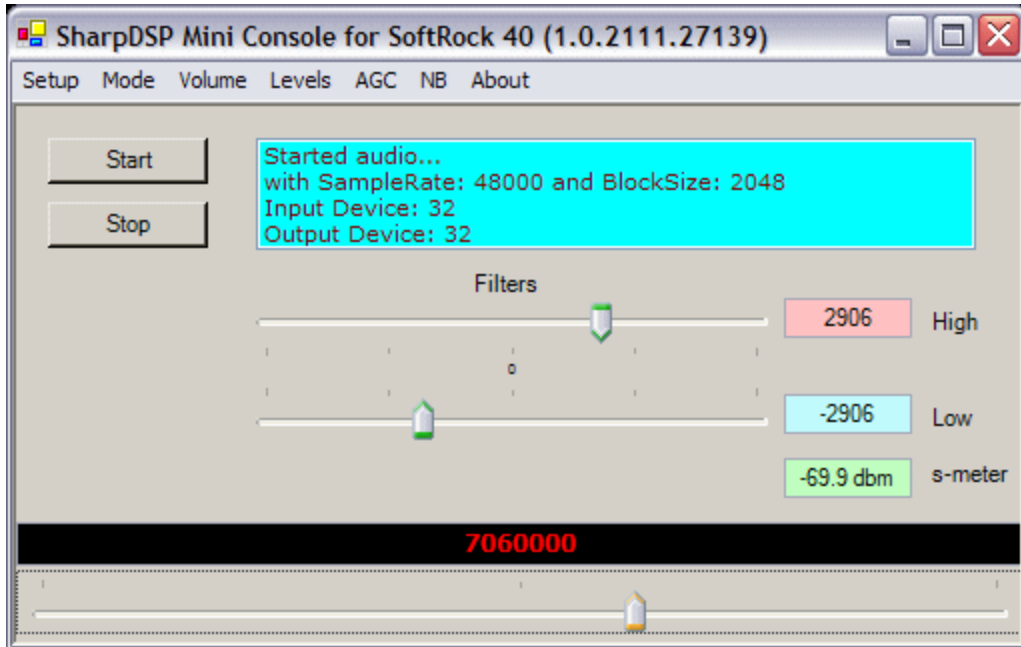 SharpDSP Mini Console for SoftRock 40 (1.0.2111.27139)
Setup Mode Volume Levels AGC NB About
Start
Stop
Started audio...
with SampleRate: 48000 and BlockSize: 2048
Input Device: 32
Output Device: 32
Filters
2906 High
0
-2906 Low
-69.9 dbm s-meter
7060000